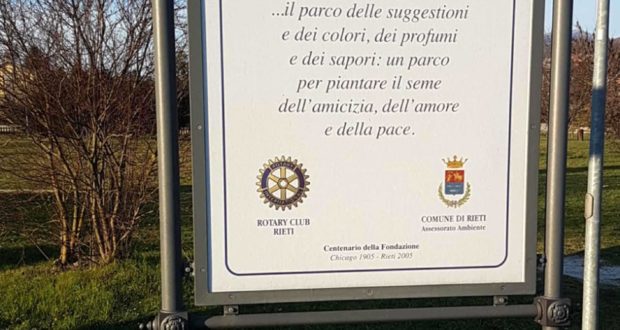 ...il parco delle suggestioni
e dei colori, dei profumi
e dei sapori: un parco
per piantare il seme
dell'amicizia, dell'amore
e della pace.
ROTARY CLUB
RIETI
COMUNE DI RIETI
Assessorato Ambiente
Centenario della Fondazione
Chicago 1905 - Rieti 2005